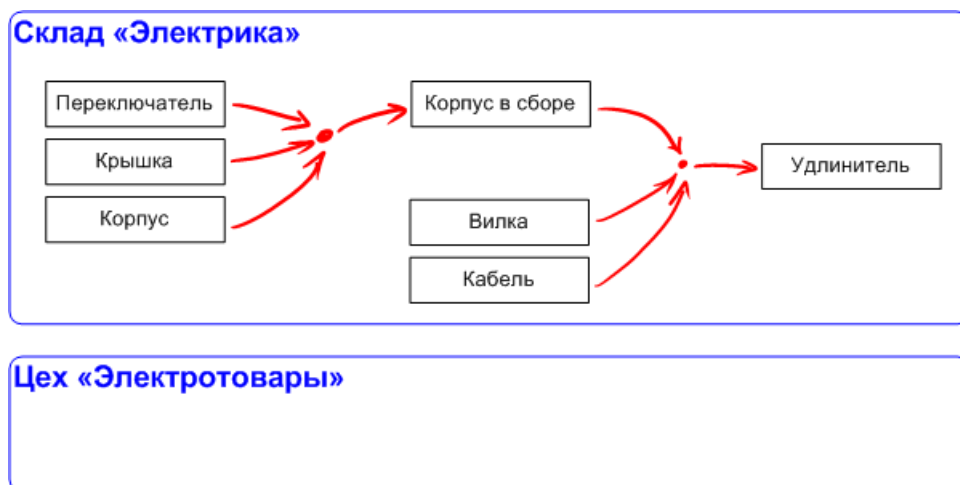 Склад «Электрика»
Переключатель
Крышка
Корпус
Корпус в сборе
Вилка
Кабель
Удлинитель
Цех «Электротовары»